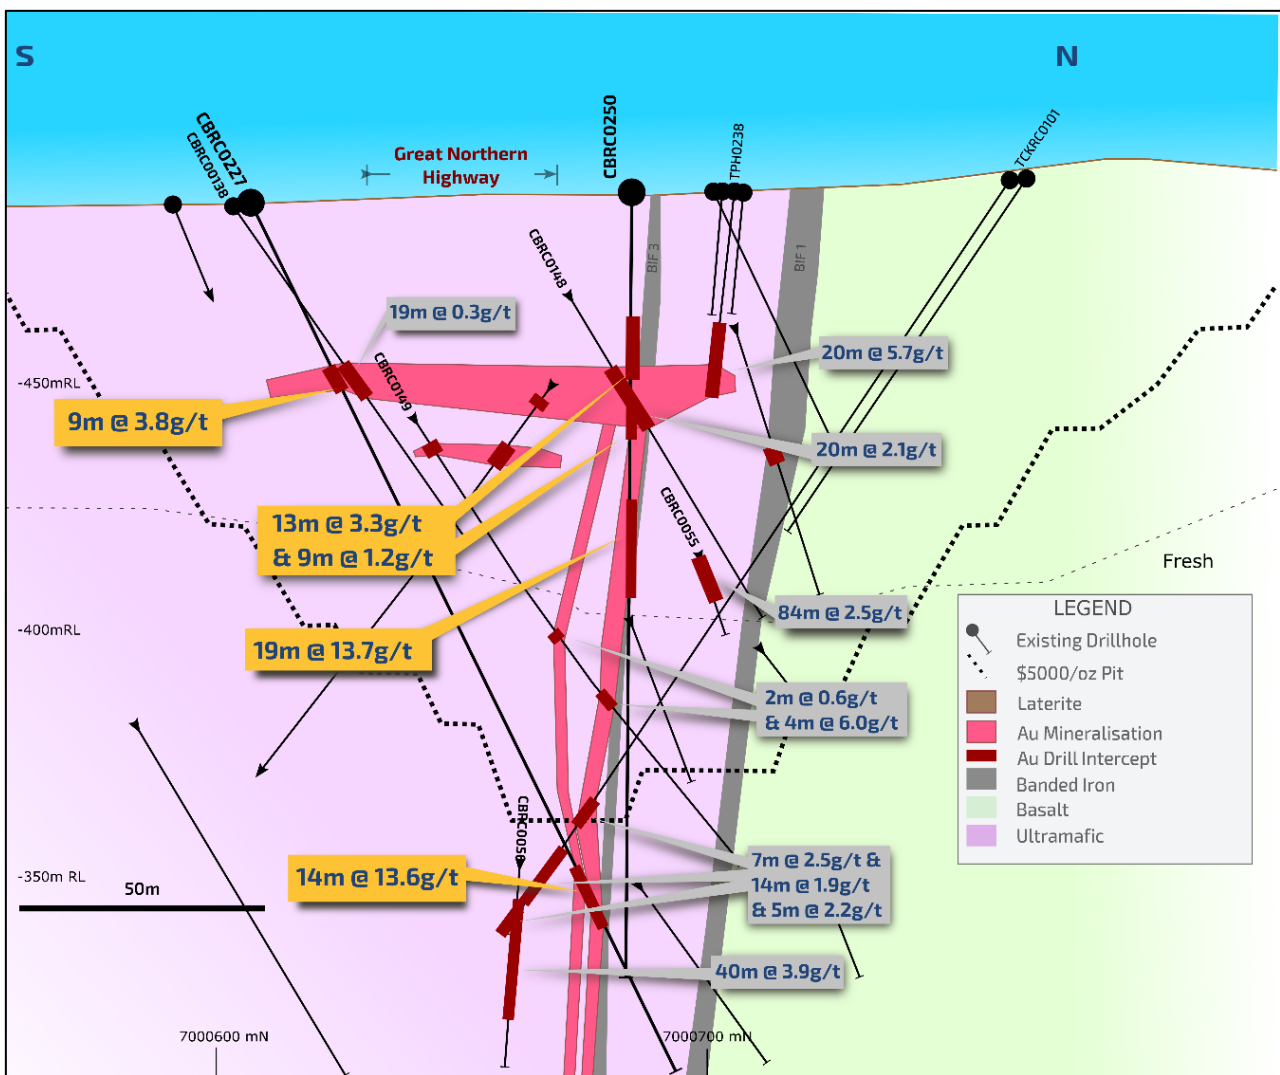 S
N
CBRC0227
CBRC00138
Great Northern
Highway
CBRC0250
TPH0238
TCKRC0101
CBRC0148
BIF 3
BIF 1
19m @ 0.3g/t
20m @ 5.7g/t
-450mRL
CBRC0149
9m @ 3.8g/t
20m @ 2.1g/t
13m @ 3.3g/t
& 9m @ 1.2g/t
CBRC0055
Fresh
84m @ 2.5g/t
-400mRL
19m @ 13.7g/t
2m @ 0.6g/t
& 4m @ 6.0g/t
LEGEND
Existing Drillhole
$5000/oz Pit
Laterite
Au Mineralisation
Au Drill Intercept
Banded Iron
Basalt
Ultramafic
CBRC0058
-350m RL
50m
14m @ 13.6g/t
7m @ 2.5g/t &
14m @ 1.9g/t
& 5m @ 2.2g/t
40m @ 3.9g/t
7000600 mN
7000700 mN